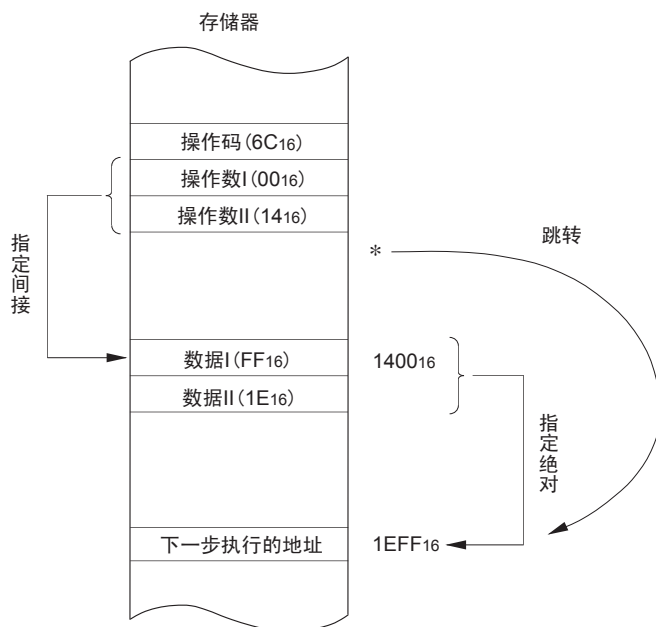 存储器
操作码(6C16)
操作数I(0016)
操作数II(1416)
指定间接
*
跳转
数据I(FF16)
140016
数据II(1E16)
指定绝对
下一步执行的地址
1EFF16